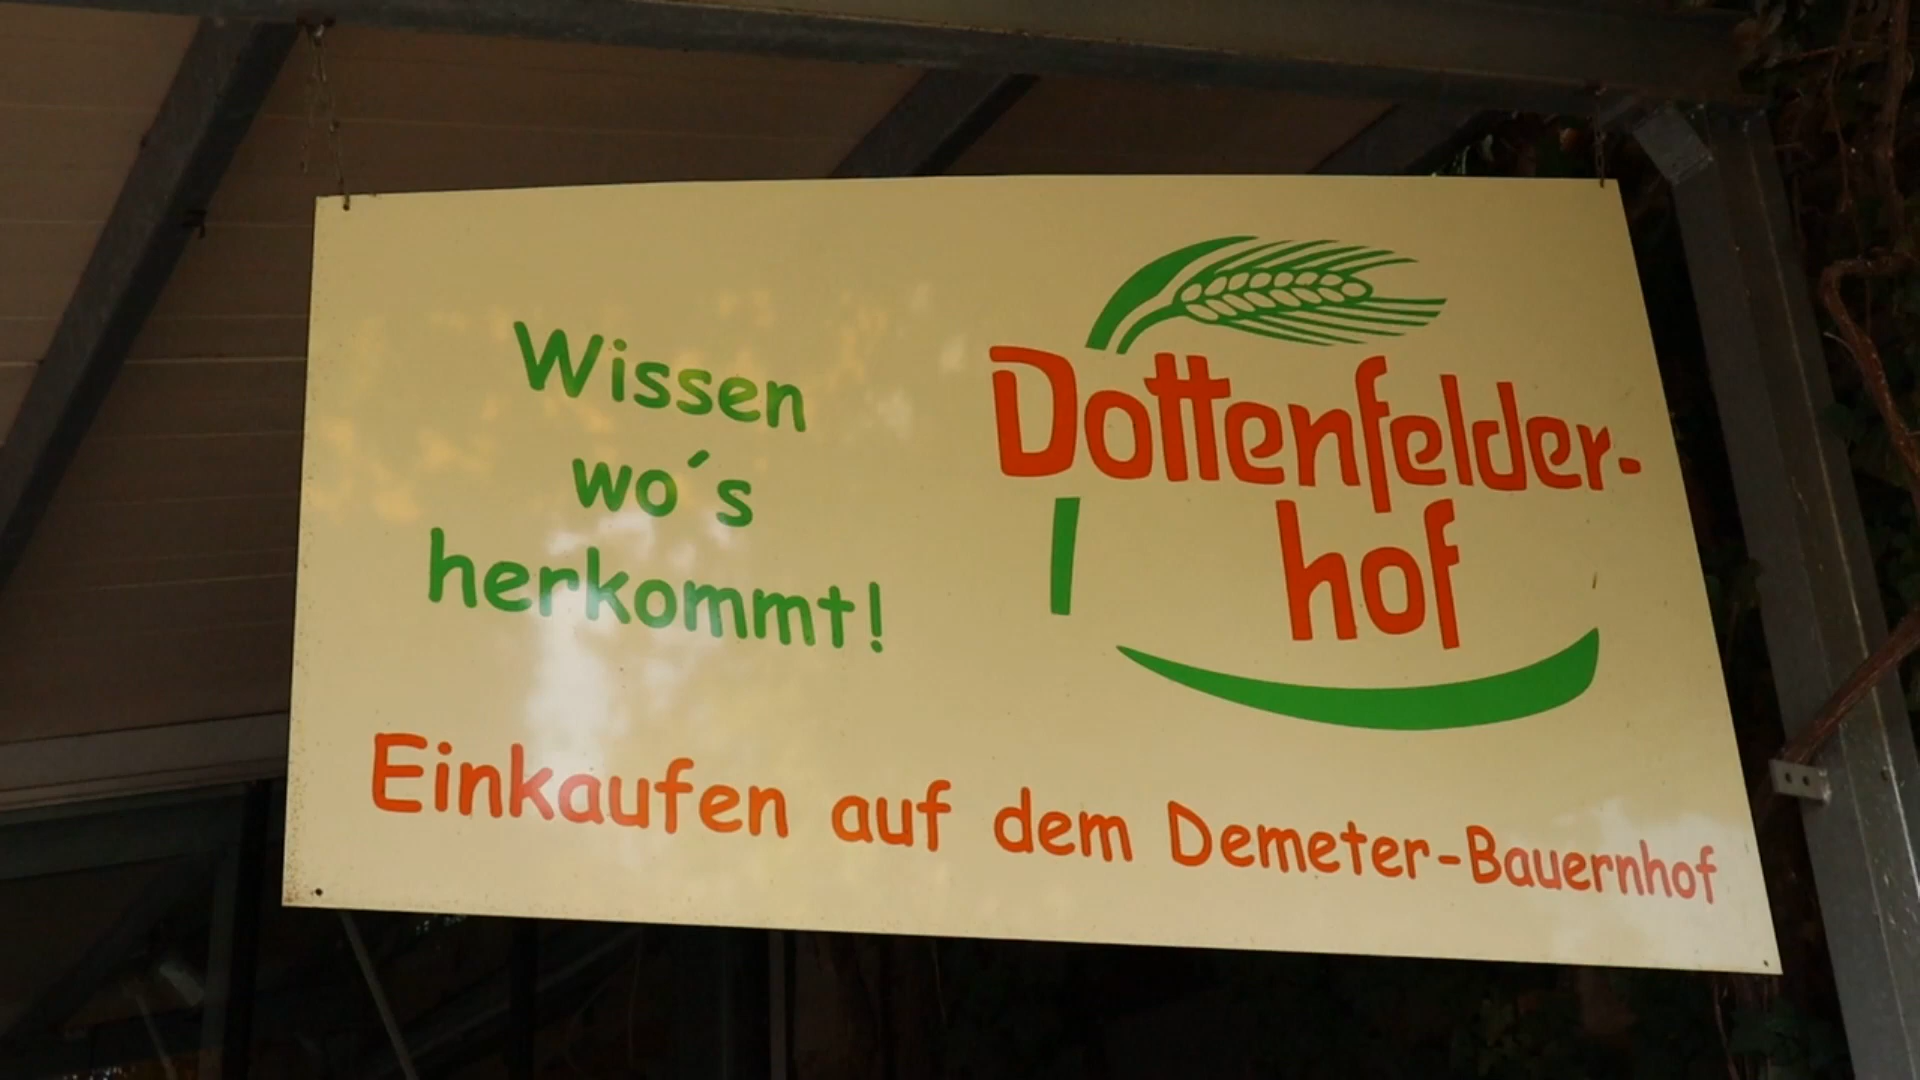 Wissen
wo´s
herkommt!
Dottenfelder-
hof
Einkaufen auf dem Demeter-Bauernhof